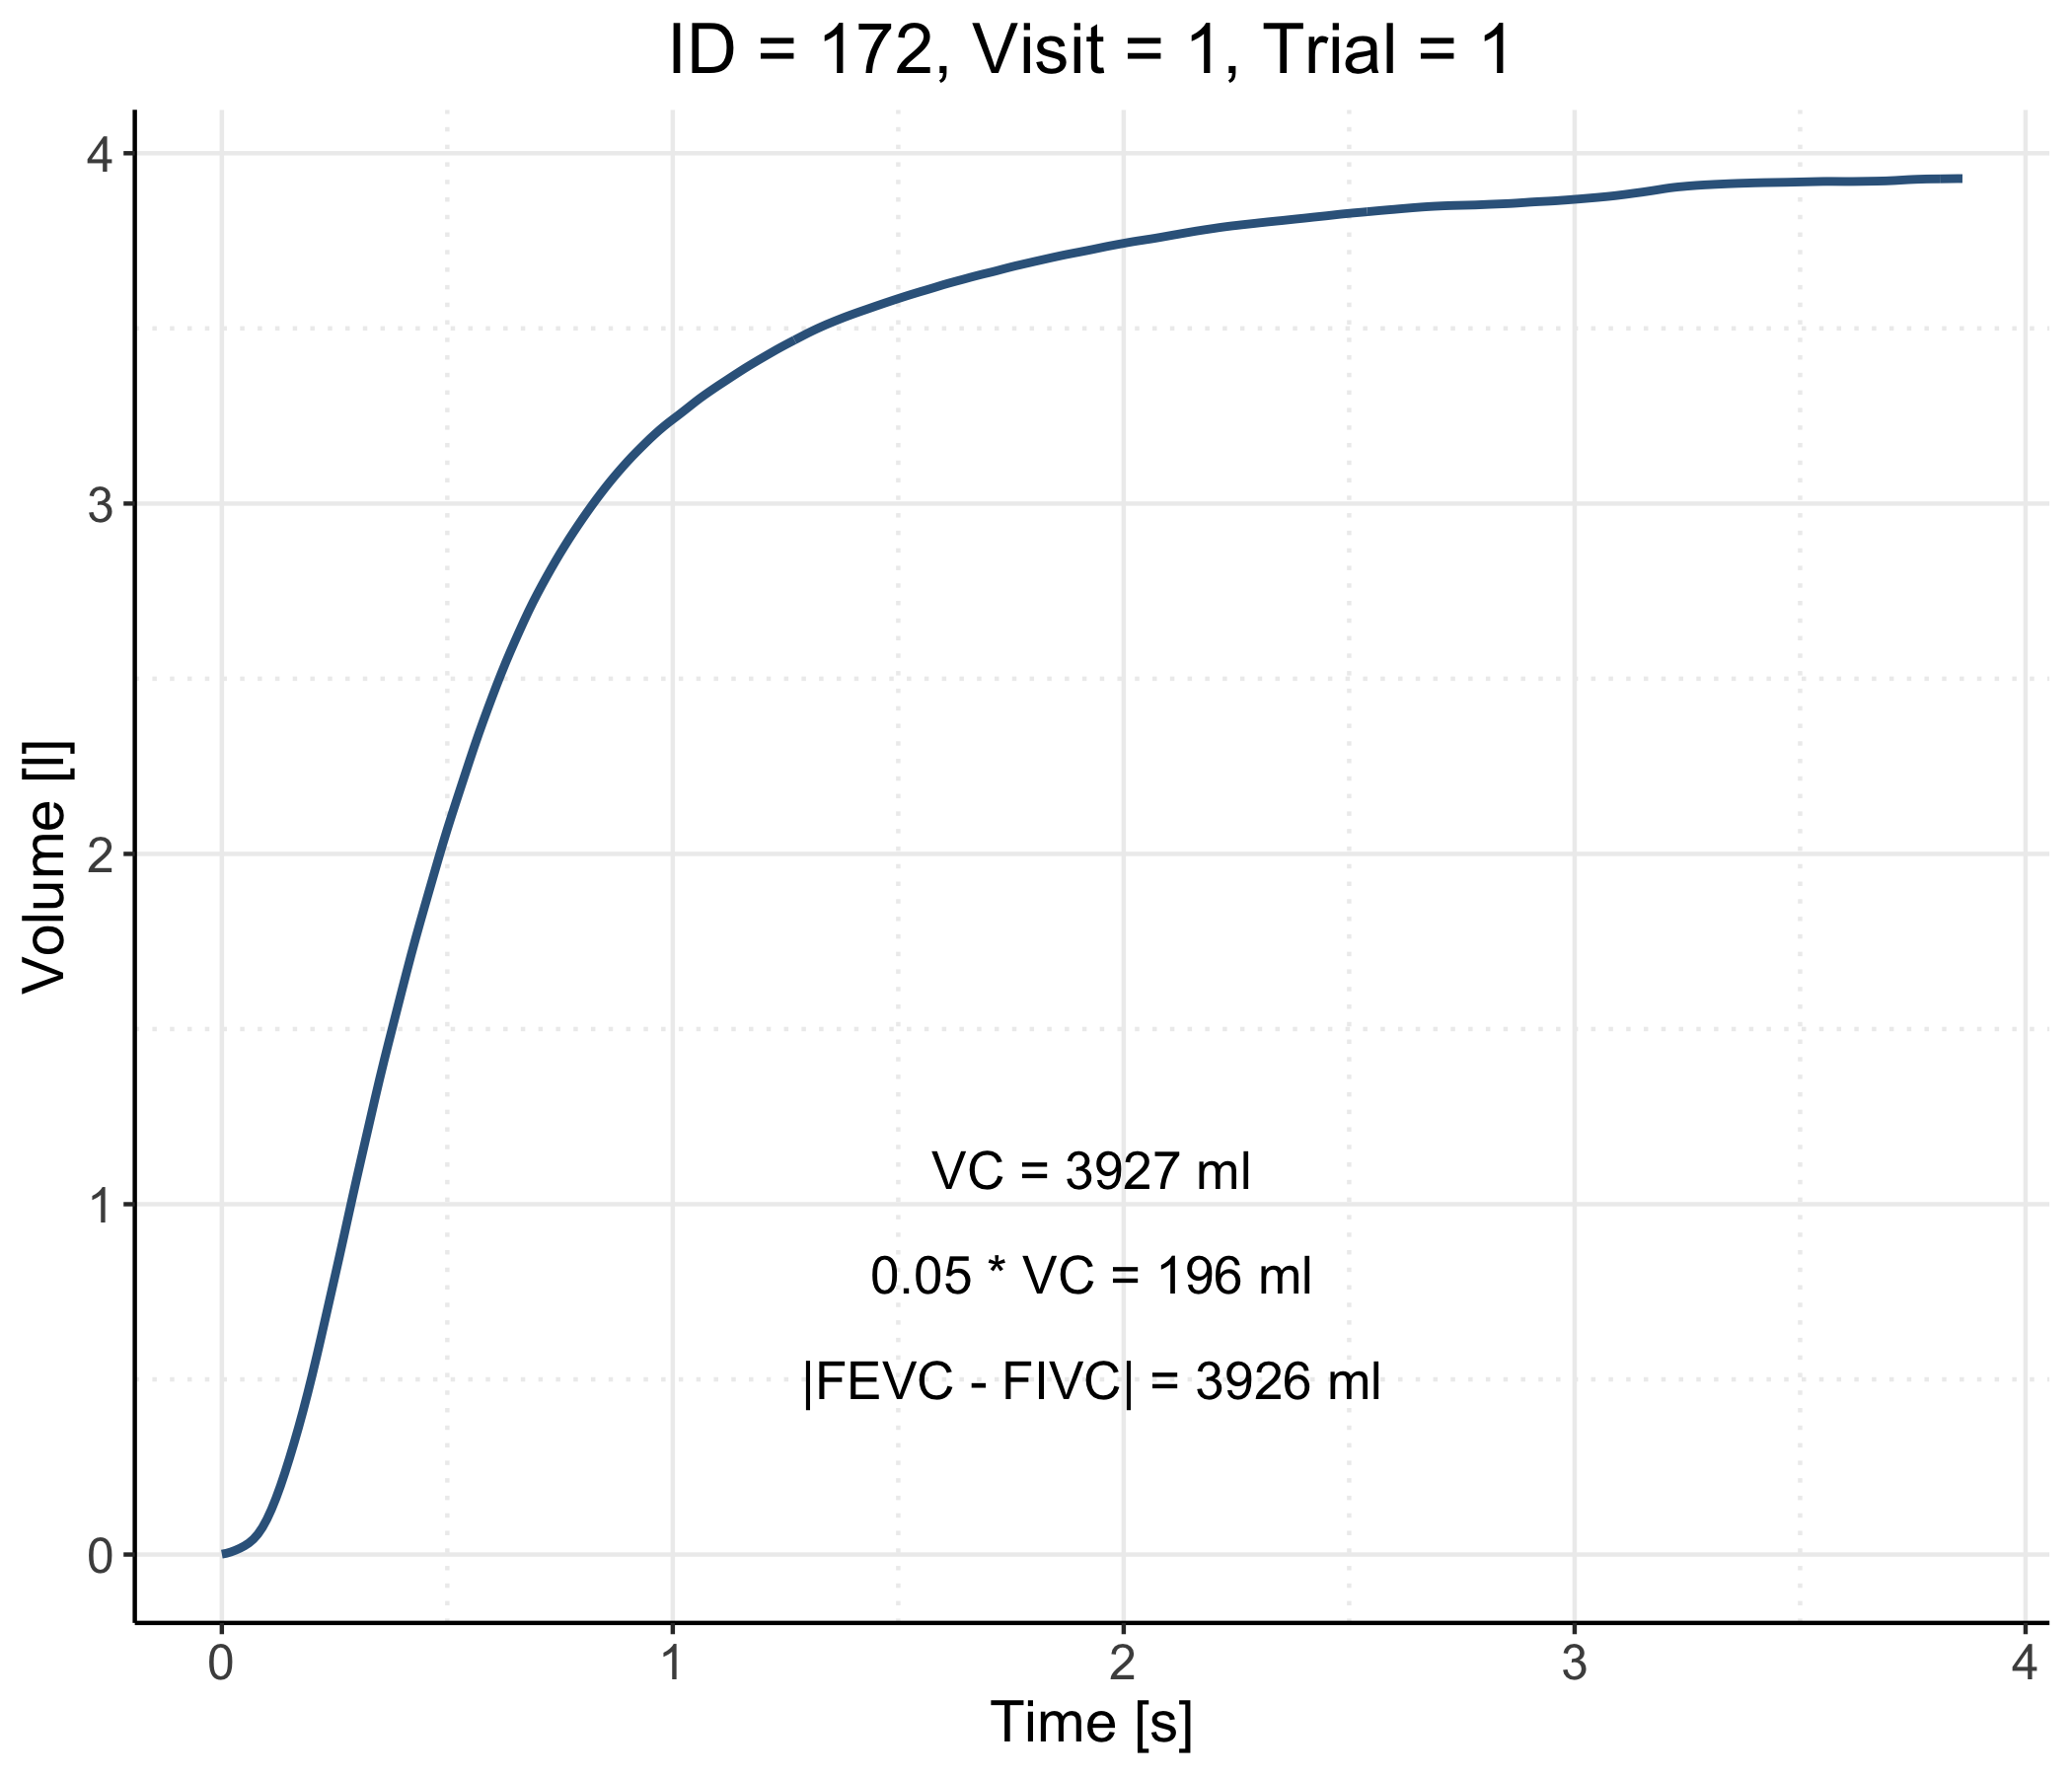 ID = 172, Visit = 1, Trial = 1
4
3
2
1
0
Volume [l]
VC = 3927 ml
0.05 * VC = 196 ml
|FEVC - FIVC| = 3926 ml
0 1 2 3 4
Time [s]